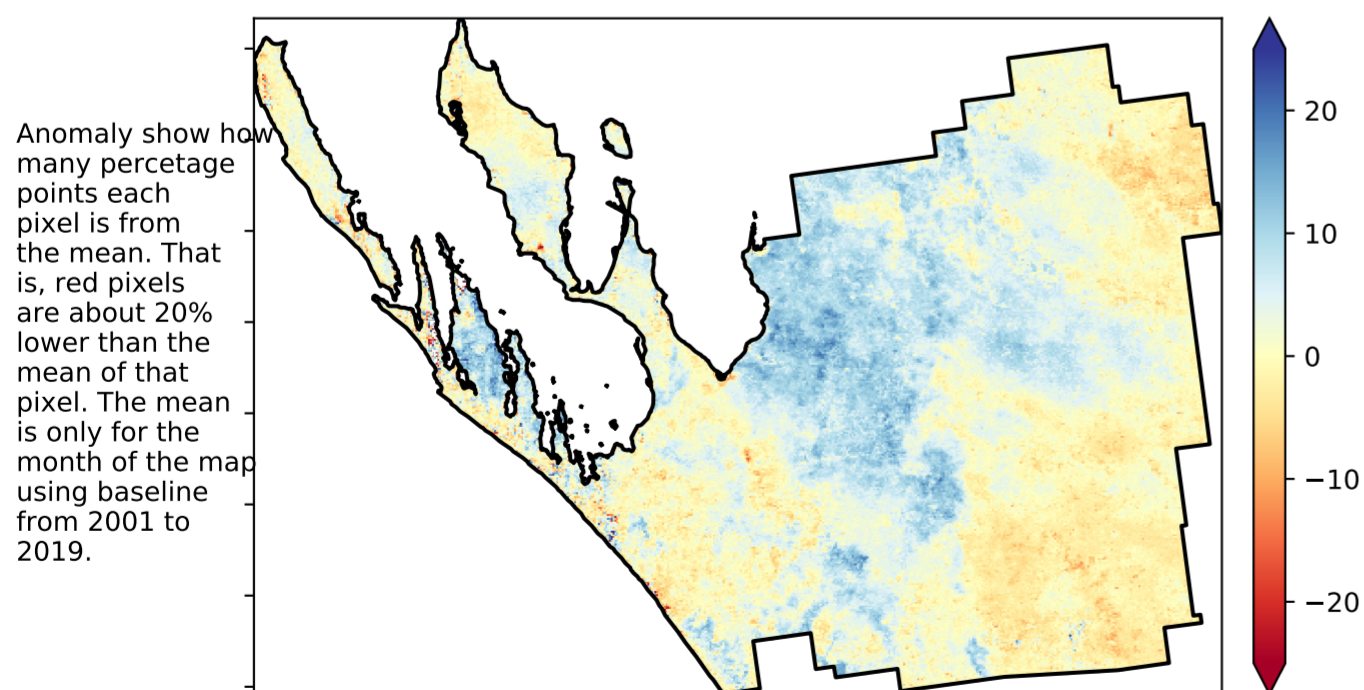 Anomaly show how
many percetage
points each
pixel is from
the mean. That
is, red pixels
are about 20%
lower than the
mean of that
pixel. The mean
is only for the
month of the map
using baseline
from 2001 to
2019.
20
10
0
−10
−20